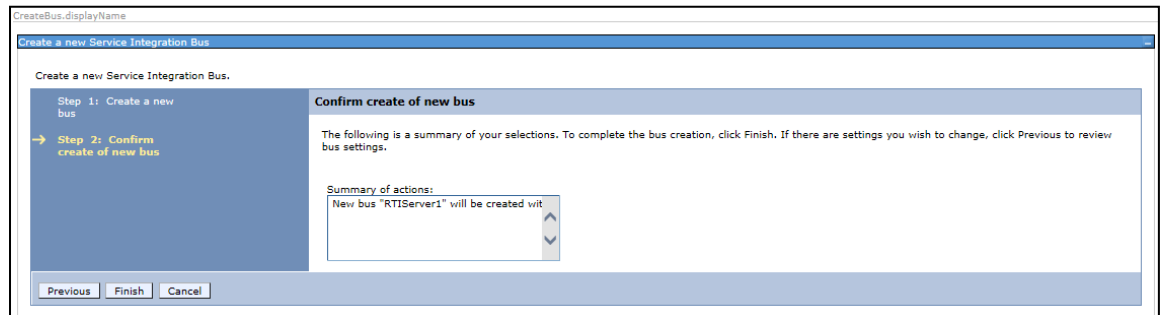 CreateBus.displayName
Create a new Service Integration Bus
Create a new Service Integration Bus.
Step 1: Create a new
bus
→ Step 2: Confirm
create of new bus
Confirm create of new bus
The following is a summary of your selections. To complete the bus creation, click Finish. If there are settings you wish to change, click Previous to review
bus settings.
Summary of actions:
New bus "RTIServer1" will be created wit
Previous Finish Cancel